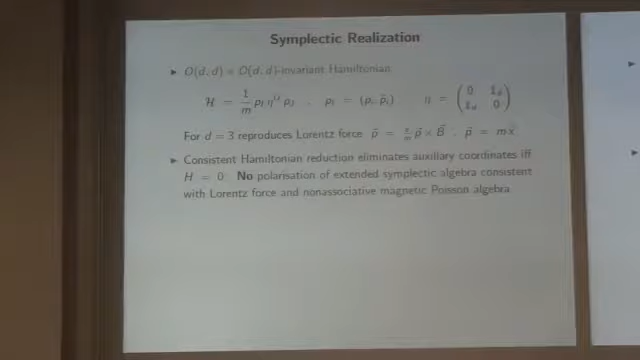 Symplectic Realization
► O(d,d) × O(d,d)-invariant Hamiltonian
H = 1/m p_I η^{IJ} p_J , p_I = (p_i, p̃_i) η = ( 0 𝟙_d
𝟙_d 0 )
For d = 3 reproduces Lorentz force ṗ = e/m p⃗ × B⃗ , p⃗ = m ẋ
► Consistent Hamiltonian reduction eliminates auxiliary coordinates iff
H = 0 No polarisation of extended symplectic algebra consistent
with Lorentz force and nonassociative magnetic Poisson algebra